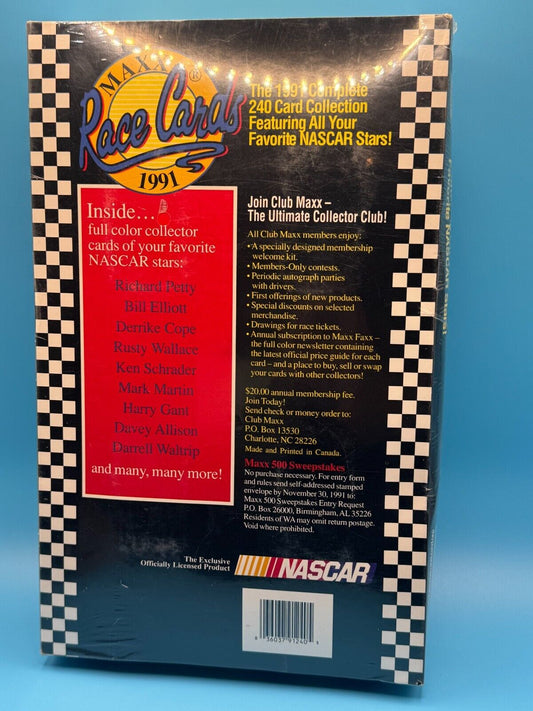 MAXX®
Race Cards
1991
The 1991 Complete
240 Card Collection
Featuring All Your
Favorite NASCAR Stars!
Inside...
full color collector
cards of your favorite
NASCAR stars:
Richard Petty
Bill Elliott
Derrike Cope
Rusty Wallace
Ken Schrader
Mark Martin
Harry Gant
Davey Allison
Darrell Waltrip
and many, many more!
Join Club Maxx –
The Ultimate Collector Club!
All Club Maxx members enjoy:
• A specially designed membership
welcome kit.
• Members-Only contests.
• Periodic autograph parties
with drivers.
• First offerings of new products.
• Special discounts on selected
merchandise.
• Drawings for race tickets.
• Annual subscription to Maxx Faxx –
the full color newsletter containing
the latest official price guide for each
card – and a place to buy, sell or swap
your cards with other collectors!
$20.00 annual membership fee.
Join Today!
Send check or money order to:
Club Maxx
P.O. Box 13530
Charlotte, NC 28226
Made and Printed in Canada.
Maxx 500 Sweepstakes
No purchase necessary. For entry form
and rules send self-addressed stamped
envelope by November 30, 1991 to:
Maxx 500 Sweepstakes Entry Request
P.O. Box 26000, Birmingham, AL 35226
Residents of WA may omit return postage.
Void where prohibited.
The Exclusive
Officially Licensed Product
NASCAR
8 36037 91240 8
Favorite NASCAR Stars!